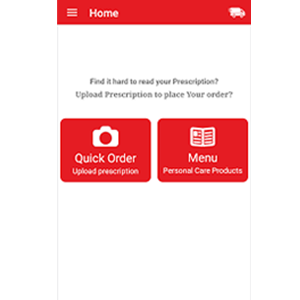 Home
Find it hard to read your Prescription?
Upload Prescription to place Your order?
Quick Order
Upload prescription
Menu
Personal Care Products